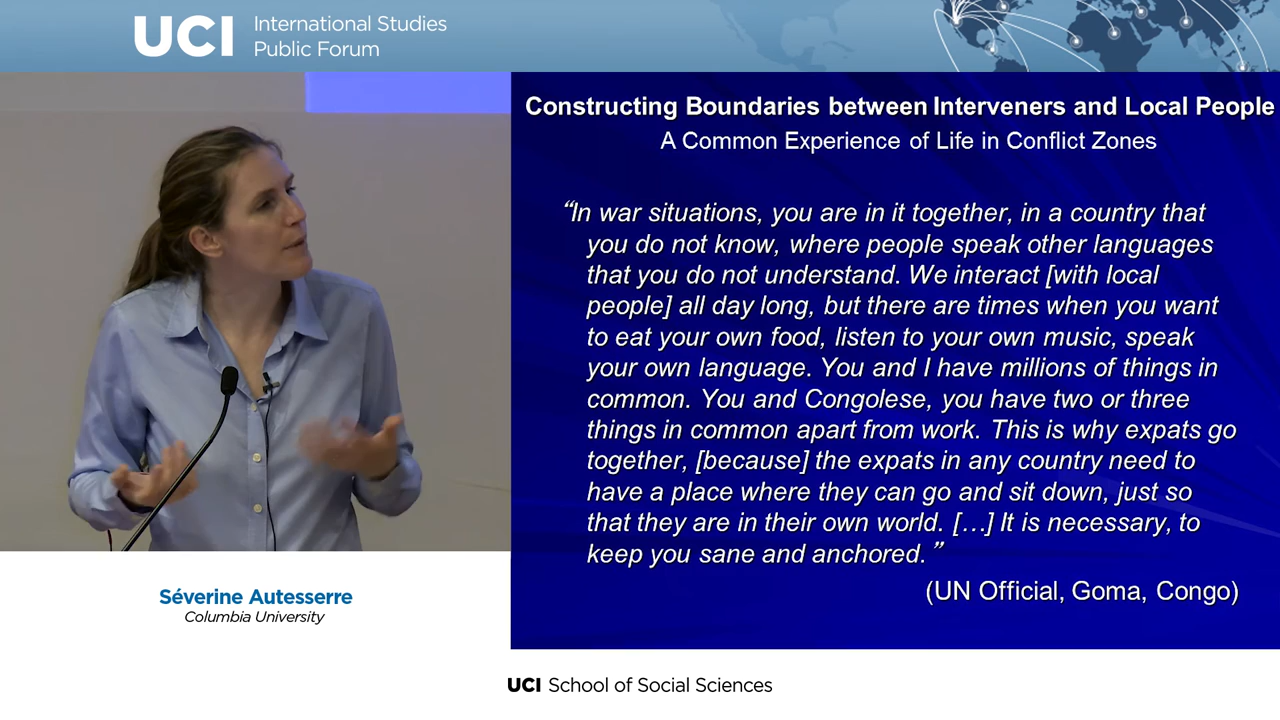 UCI International Studies
Public Forum
Constructing Boundaries between Interveners and Local People
A Common Experience of Life in Conflict Zones
“In war situations, you are in it together, in a country that
you do not know, where people speak other languages
that you do not understand. We interact [with local
people] all day long, but there are times when you want
to eat your own food, listen to your own music, speak
your own language. You and I have millions of things in
common. You and Congolese, you have two or three
things in common apart from work. This is why expats go
together, [because] the expats in any country need to
have a place where they can go and sit down, just so
that they are in their own world. […] It is necessary, to
keep you sane and anchored.”
(UN Official, Goma, Congo)
Séverine Autesserre
Columbia University
UCI School of Social Sciences